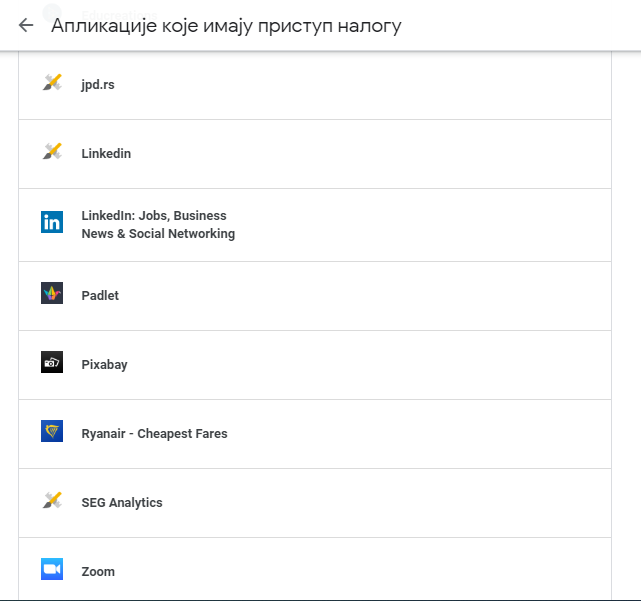 Апликације које имају приступ налогу
jpd.rs
Linkedin
LinkedIn: Jobs, Business
News & Social Networking
Padlet
Pixabay
Ryanair - Cheapest Fares
SEG Analytics
Zoom